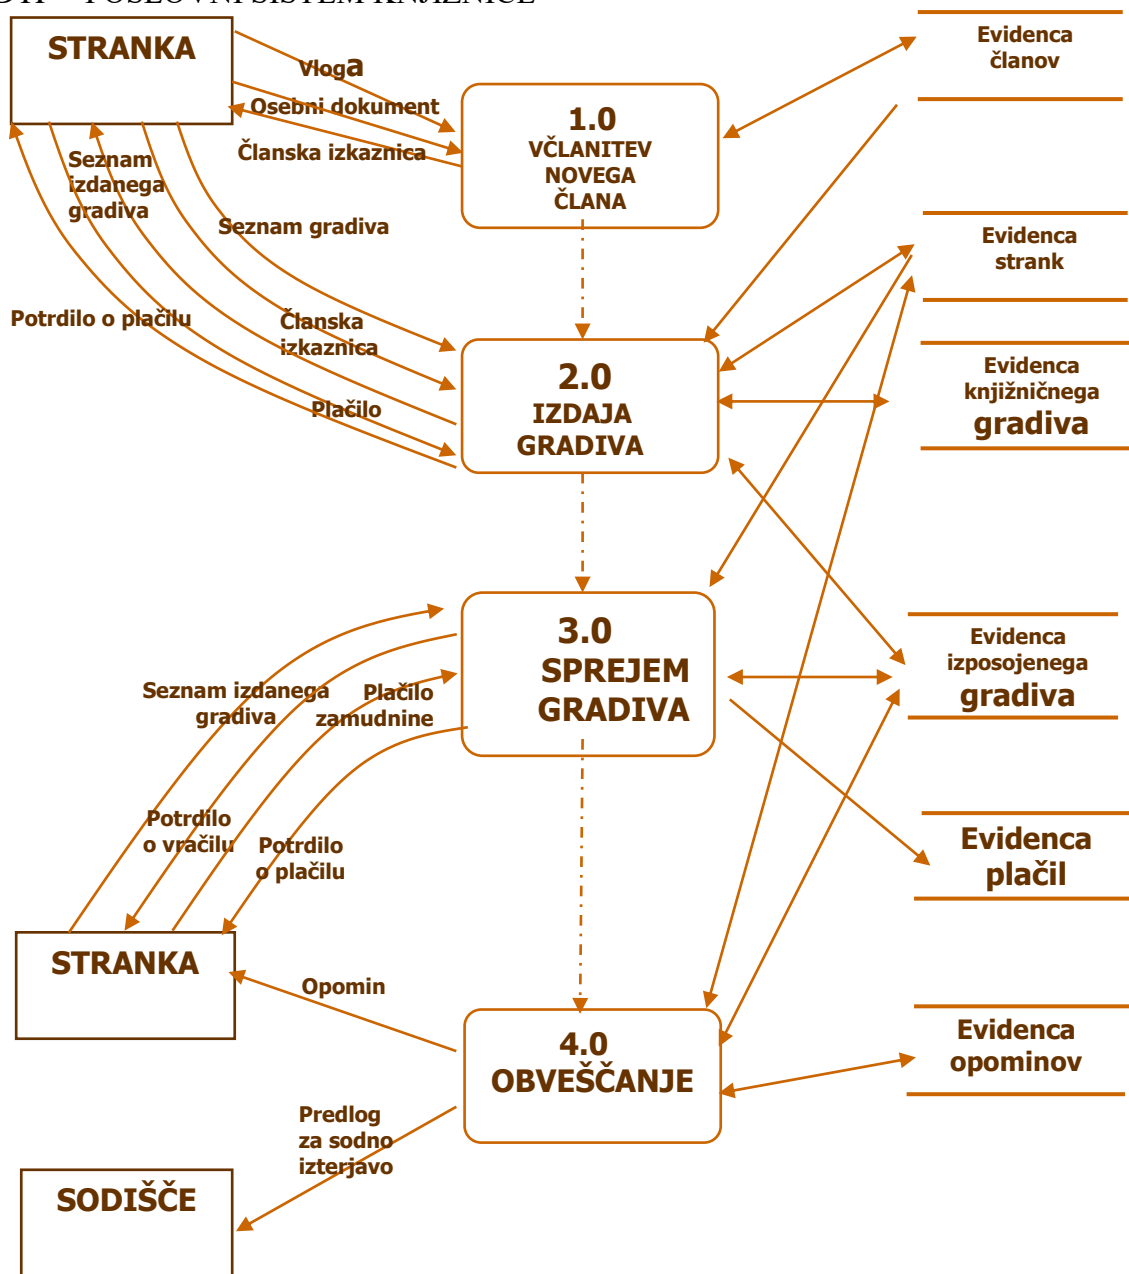 POSLOVNI SISTEM KNJIŽNICE
STRANKA
Vloga
Osebni dokument
Članska izkaznica
1.0
VČLANITEV
NOVEGA
ČLANA
Evidenca
članov
Seznam
izdanega
gradiva
Seznam gradiva
Evidenca
strank
Potrdilo o plačilu
Članska
izkaznica
Plačilo
2.0
IZDAJA
GRADIVA
Evidenca
knjižničnega
gradiva
3.0
SPREJEM
GRADIVA
Evidenca
izposojenega
gradiva
Seznam izdanega
gradiva
Plačilo
zamudnine
Potrdilo
o vračilu
Potrdilo
o plačilu
Evidenca
plačil
STRANKA
Opomin
4.0
OBVEŠČANJE
Evidenca
opominov
Predlog
za sodno
izterjavo
SODIŠČE